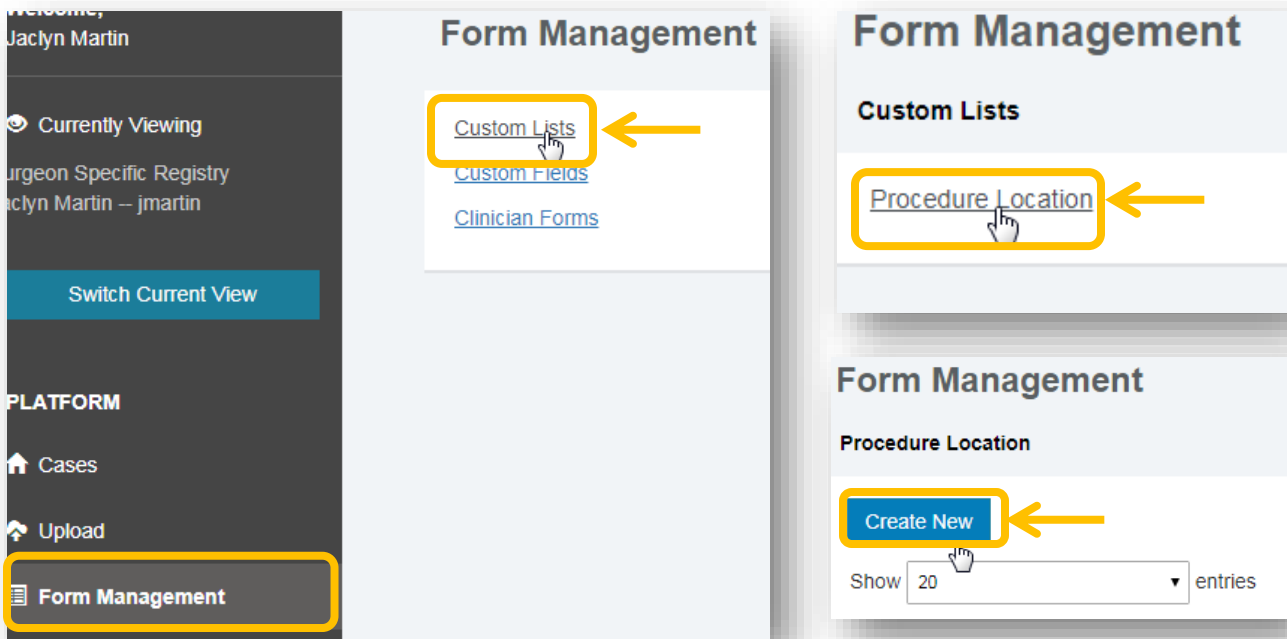 Welcome,
Jaclyn Martin
Currently Viewing
urgeon Specific Registry
aclyn Martin -- jmartin
Switch Current View
PLATFORM
Cases
Upload
Form Management
Form Management
Custom Lists
Custom Fields
Clinician Forms
Form Management
Custom Lists
Procedure Location
Form Management
Procedure Location
Create New
Show 20 entries